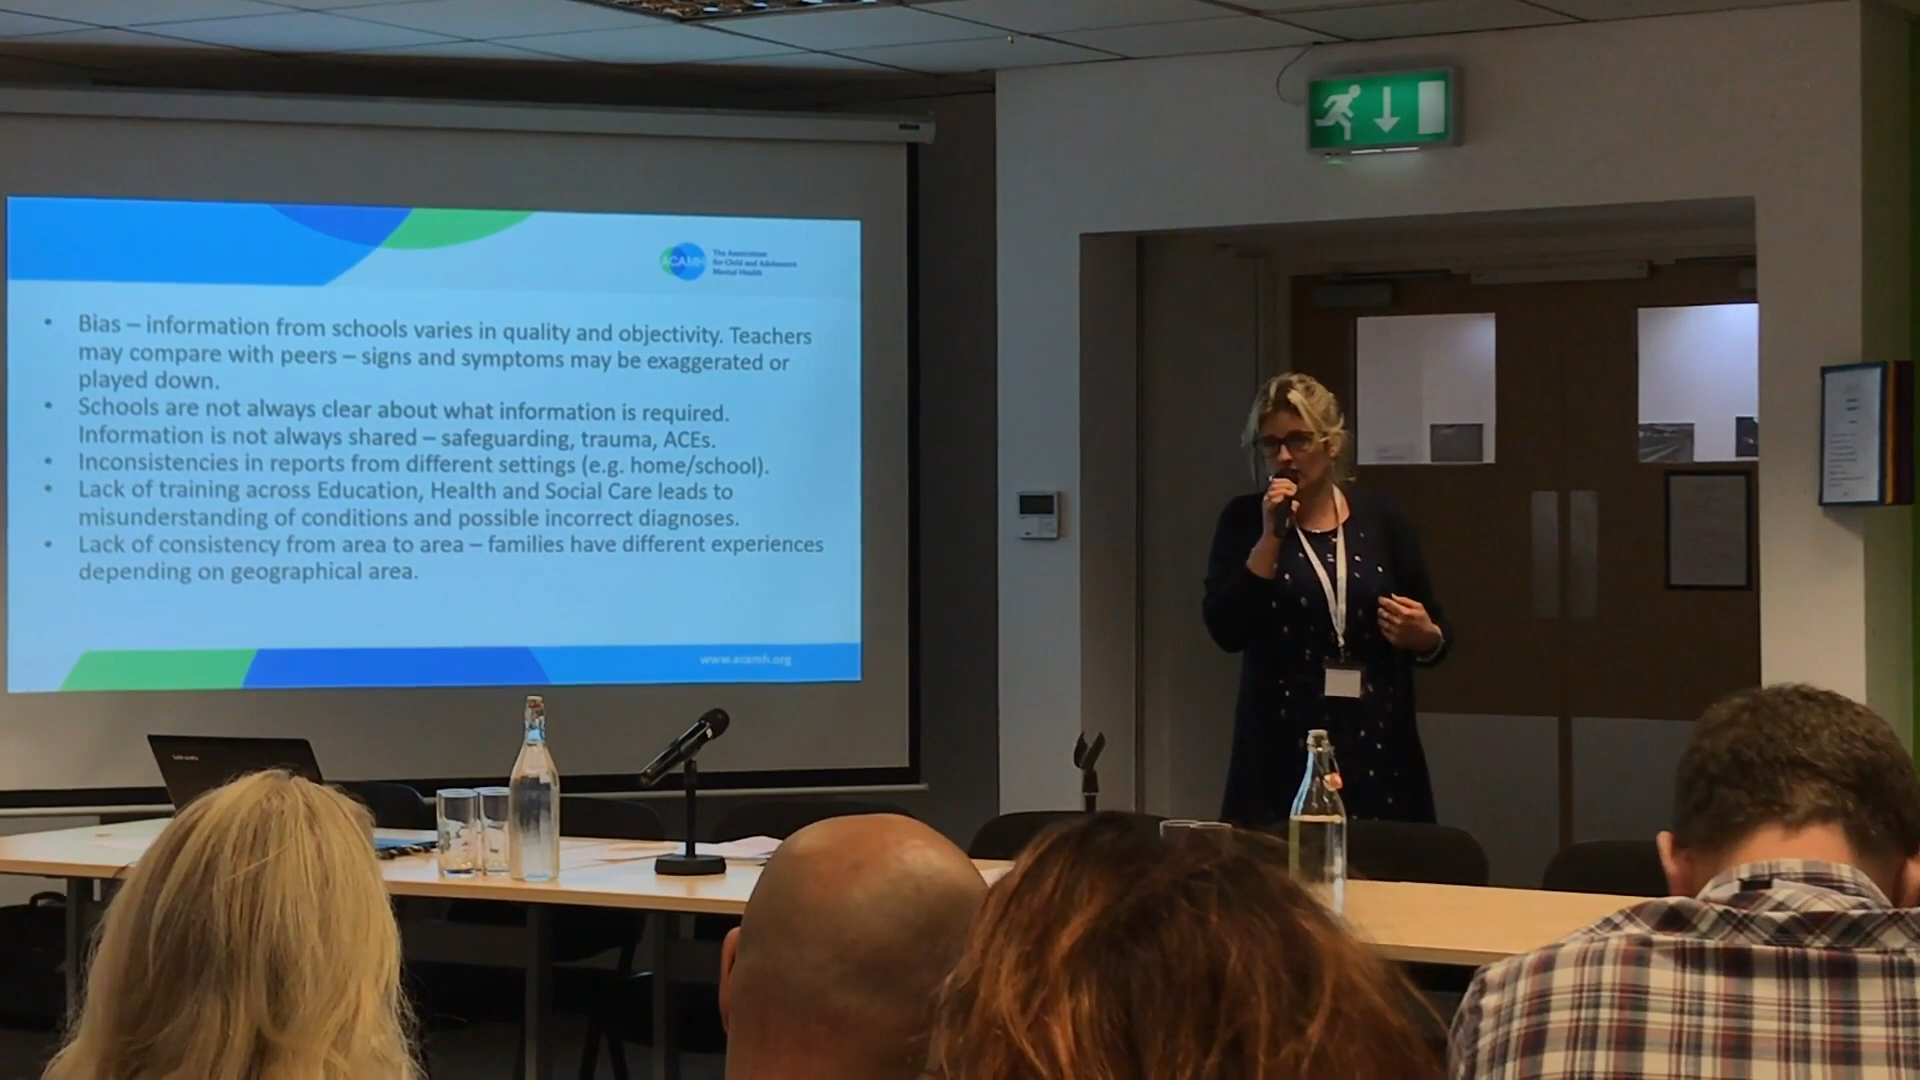 ACAMH
The Association
for Child and Adolescent
Mental Health
• Bias – information from schools varies in quality and objectivity. Teachers
may compare with peers – signs and symptoms may be exaggerated or
played down.
• Schools are not always clear about what information is required.
Information is not always shared – safeguarding, trauma, ACEs.
• Inconsistencies in reports from different settings (e.g. home/school).
• Lack of training across Education, Health and Social Care leads to
misunderstanding of conditions and possible incorrect diagnoses.
• Lack of consistency from area to area – families have different experiences
depending on geographical area.
www.acamh.org